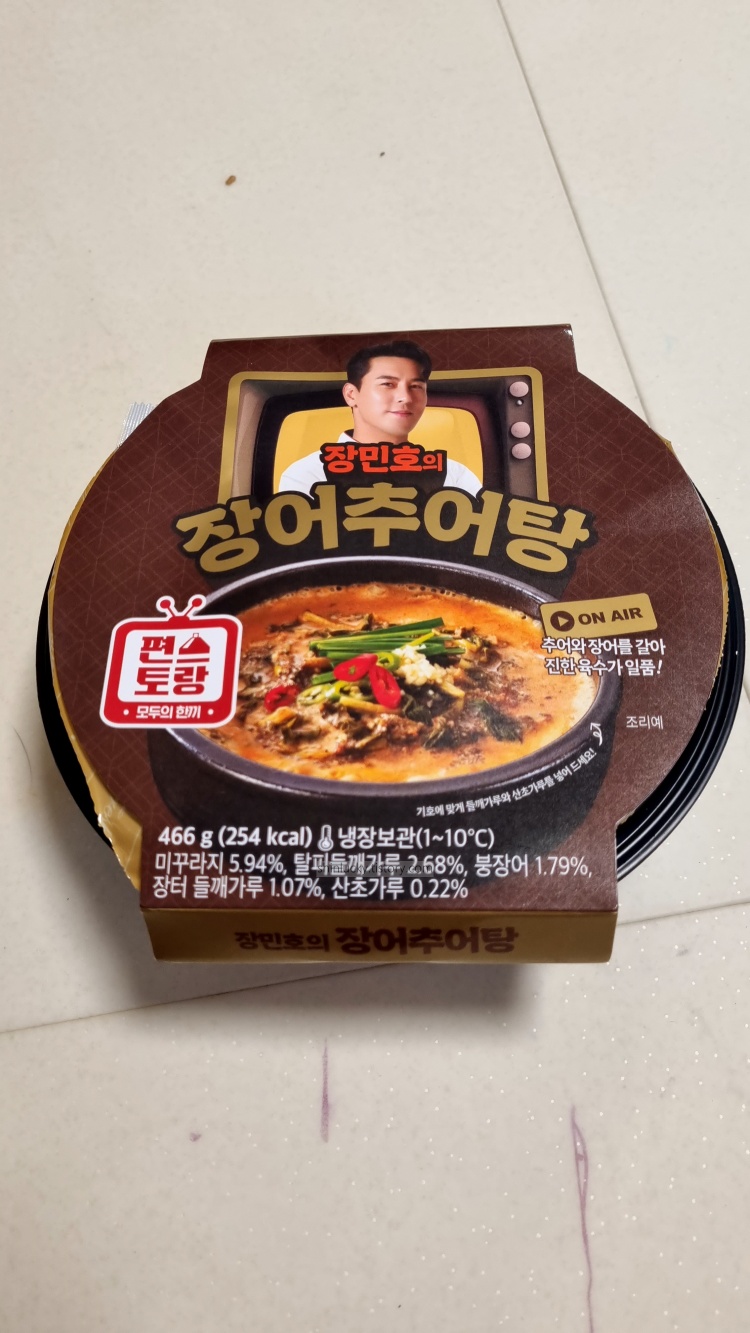 장민호의
장어추어탕
ON AIR
추어와 장어를 갈아
진한 육수가 일품!
편스
토랑
• 모두의 한끼 •
조리예
기호에 맞게 들깨가루와 산초가루를 넣어 드세요!
466 g (254 kcal) 냉장보관(1~10°C)
미꾸라지 5.94%, 탈피들깨가루 2.68%, 붕장어 1.79%,
장터 들깨가루 1.07%, 산초가루 0.22%
장민호의 장어추어탕